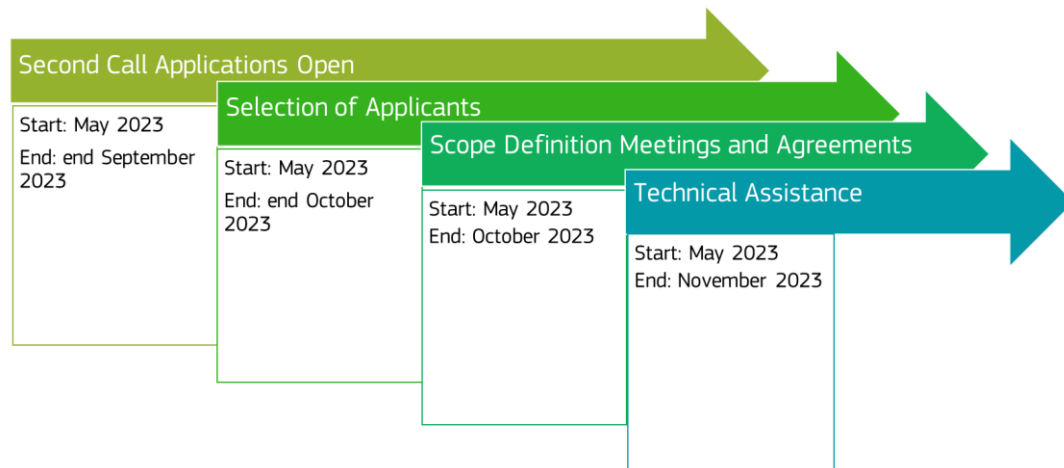 Second Call Applications Open
Start: May 2023
End: end September
2023
Selection of Applicants
Start: May 2023
End: end October
2023
Scope Definition Meetings and Agreements
Start: May 2023
End: October 2023
Technical Assistance
Start: May 2023
End: November 2023